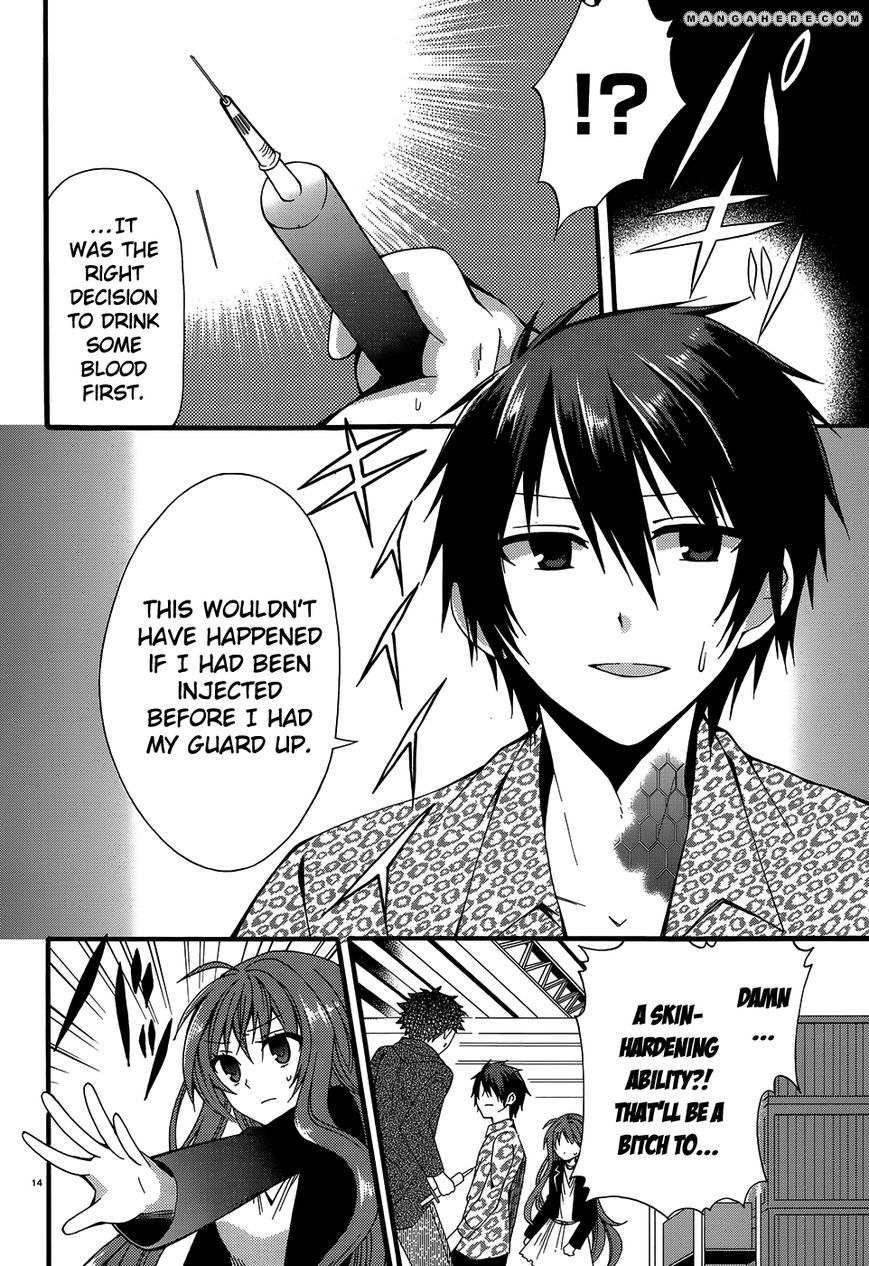 MANGAHERE.COM
!?
...IT
WAS THE
RIGHT
DECISION
TO DRINK
SOME
BLOOD
FIRST.
THIS WOULDN'T
HAVE HAPPENED
IF I HAD BEEN
INJECTED
BEFORE I HAD
MY GUARD UP.
DAMN
...
A SKIN-
HARDENING
ABILITY?!
THAT'LL BE A
BITCH TO...
14